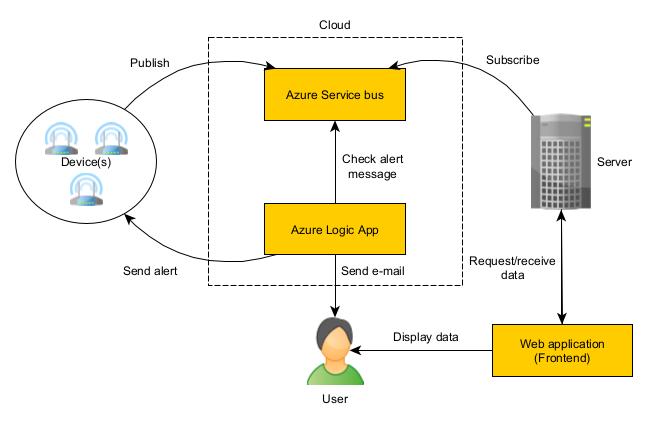 Cloud
Publish
Subscribe
Azure Service bus
Device(s)
Check alert
message
Server
Azure Logic App
Send alert
Send e-mail
Request/receive
data
Display data
Web application
(Frontend)
User